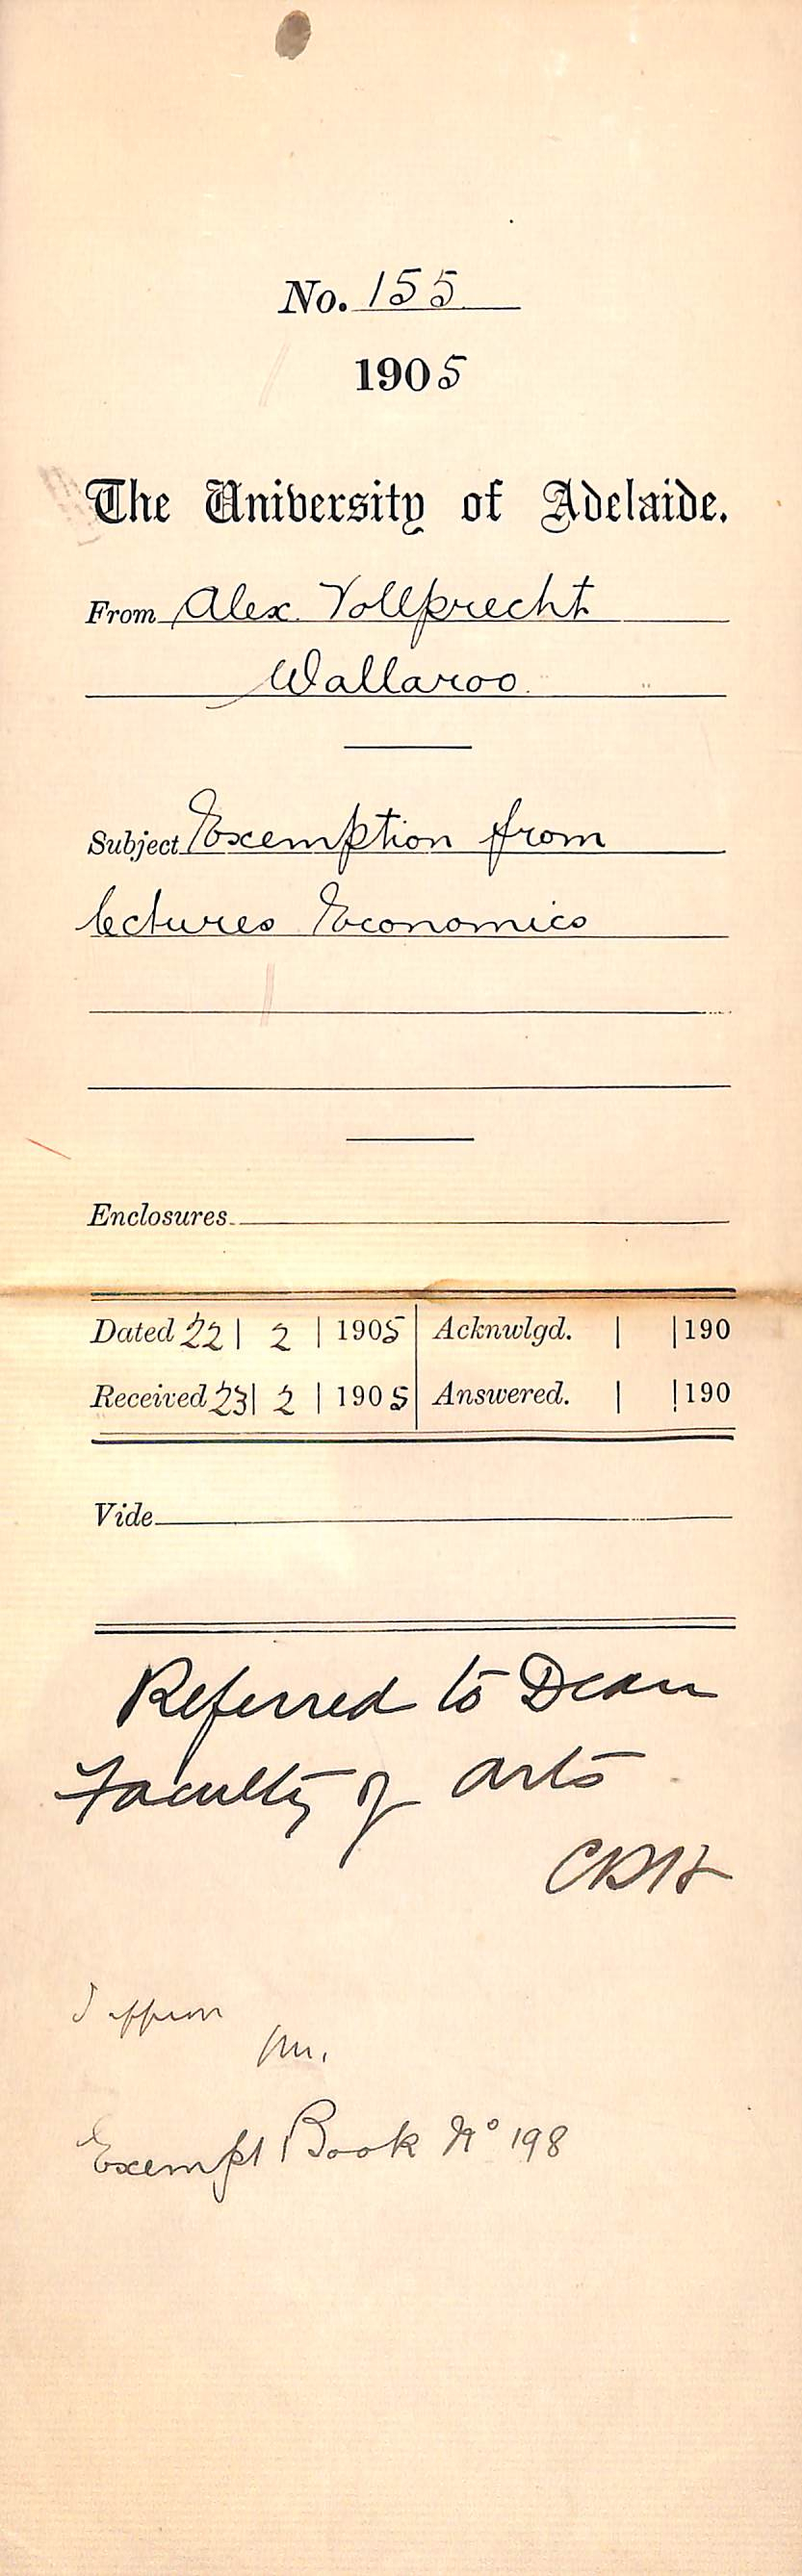 No. 155
1905
The University of Adelaide.
From Alex. Vollprecht
Wallaroo.
Subject Exemption from
lectures Economics
Enclosures
Dated 22 | 2 | 1905 Acknwlgd. | | 190
Received 23 | 2 | 1905 Answered. | | 190
Vide
Referred to Dean
Faculty of Arts
CRH
I approve
Exempt Book No 198